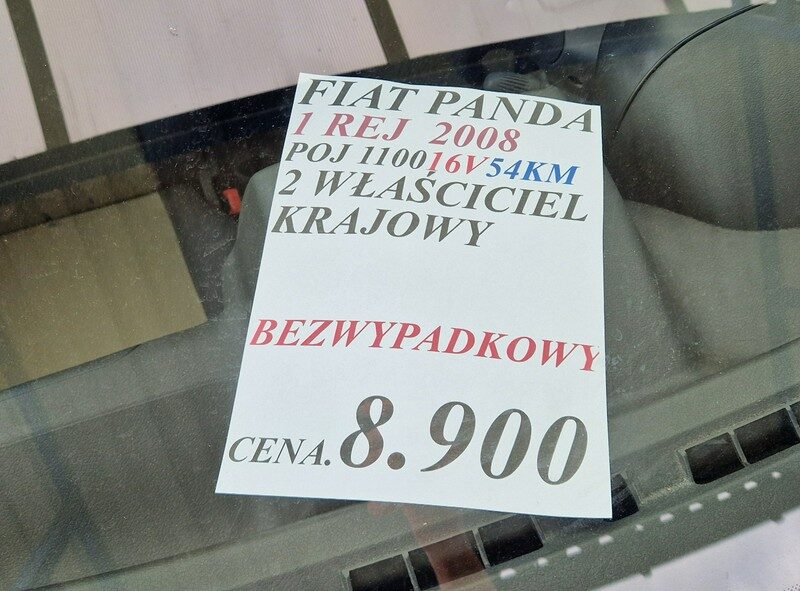 FIAT PANDA
1 REJ 2008
POJ 1100 16V 54KM
2 WŁAŚCICIEL
KRAJOWY
BEZWYPADKOWY
CENA. 8.900